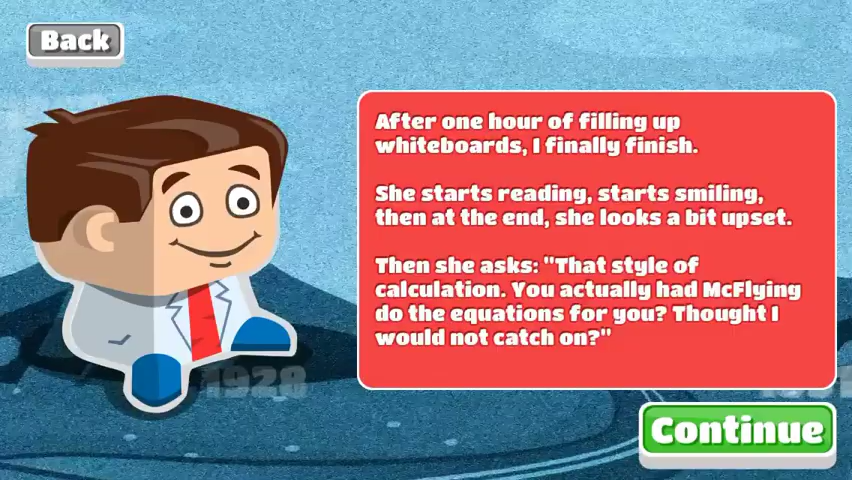 Back
After one hour of filling up
whiteboards, I finally finish.
She starts reading, starts smiling,
then at the end, she looks a bit upset.
Then she asks: "That style of
calculation. You actually had McFlying
do the equations for you? Thought I
would not catch on?"
1928
Continue